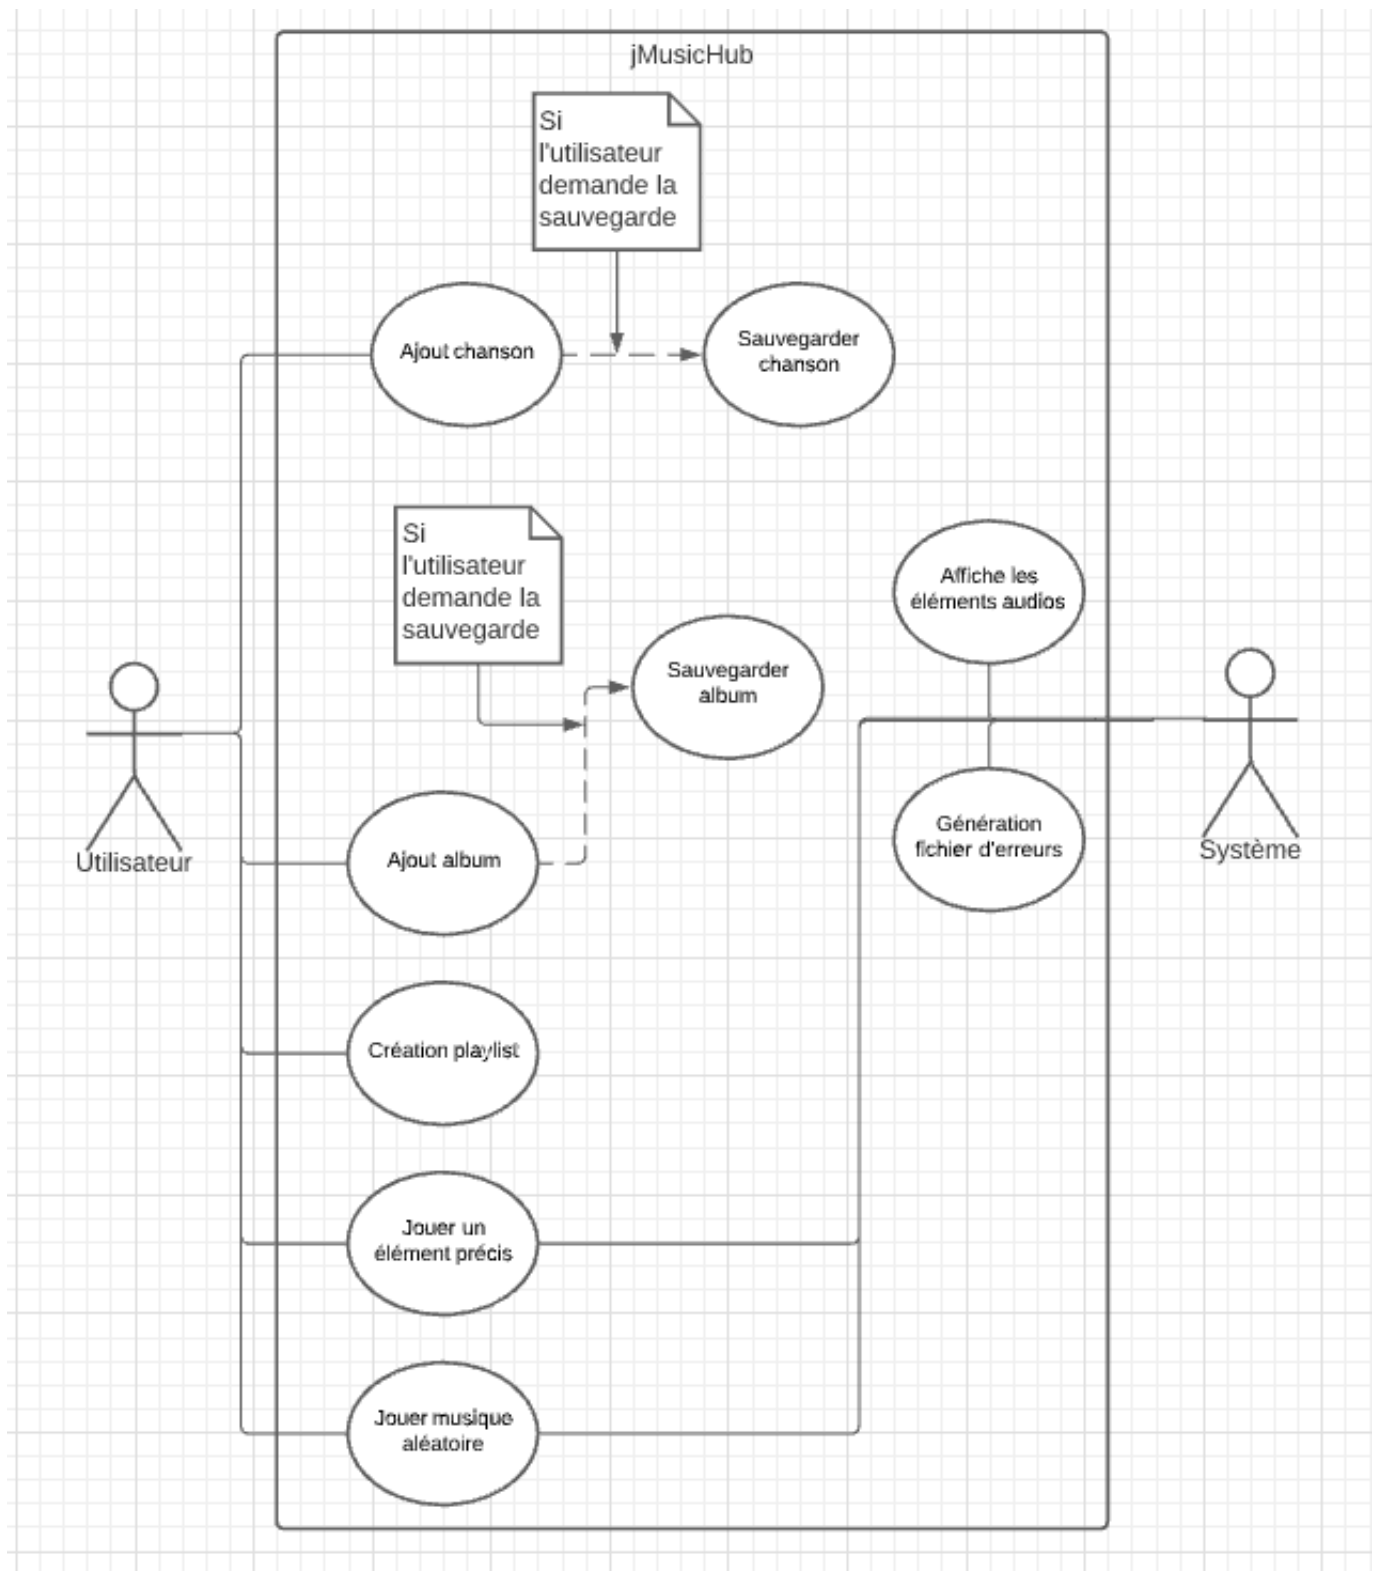 jMusicHub
Si
l'utilisateur
demande la
sauvegarde
Ajout chanson
Sauvegarder
chanson
Si
l'utilisateur
demande la
sauvegarde
Affiche les
éléments audios
Sauvegarder
album
Utilisateur
Ajout album
Génération
fichier d'erreurs
Système
Création playlist
Jouer un
élément précis
Jouer musique
aléatoire